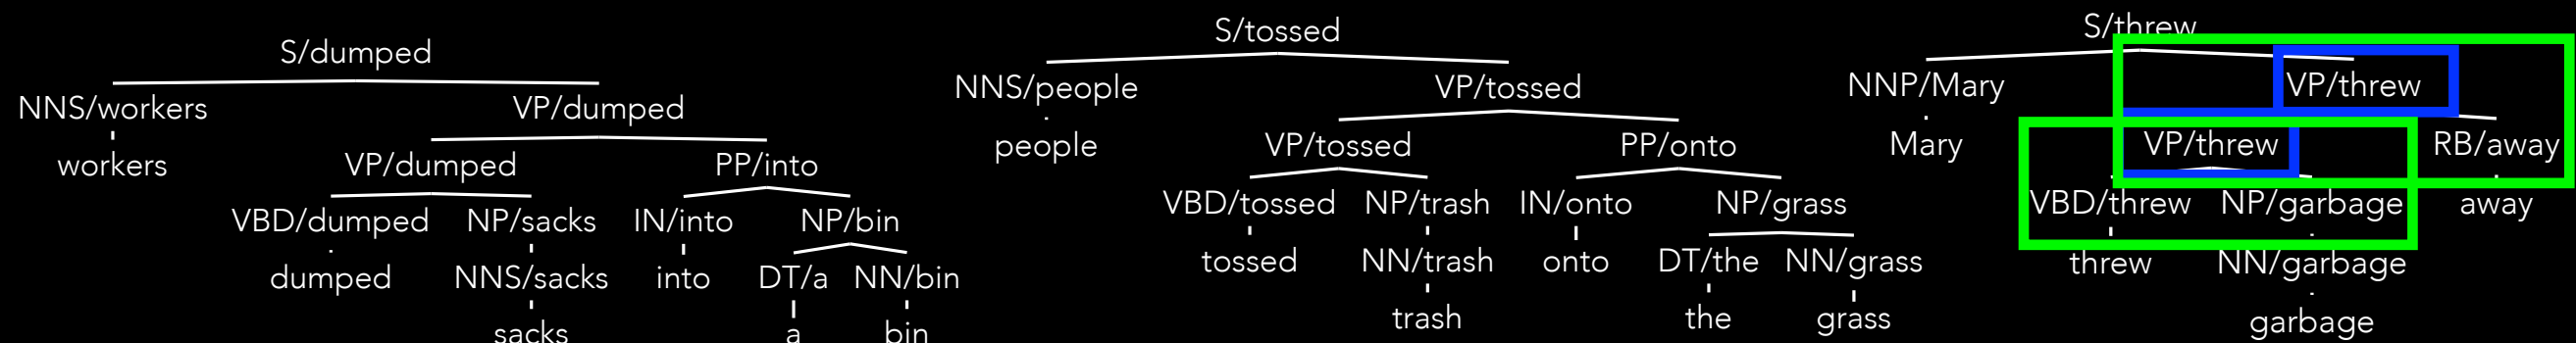 S/dumped
NNS/workers VP/dumped
workers VP/dumped PP/into
VBD/dumped NP/sacks IN/into NP/bin
dumped NNS/sacks into DT/a NN/bin
sacks a bin
S/tossed
NNS/people VP/tossed
people VP/tossed PP/onto
VBD/tossed NP/trash IN/onto NP/grass
tossed NN/trash onto DT/the NN/grass
trash the grass
S/threw
NNP/Mary VP/threw
Mary VP/threw RB/away
VBD/threw NP/garbage away
threw NN/garbage
garbage